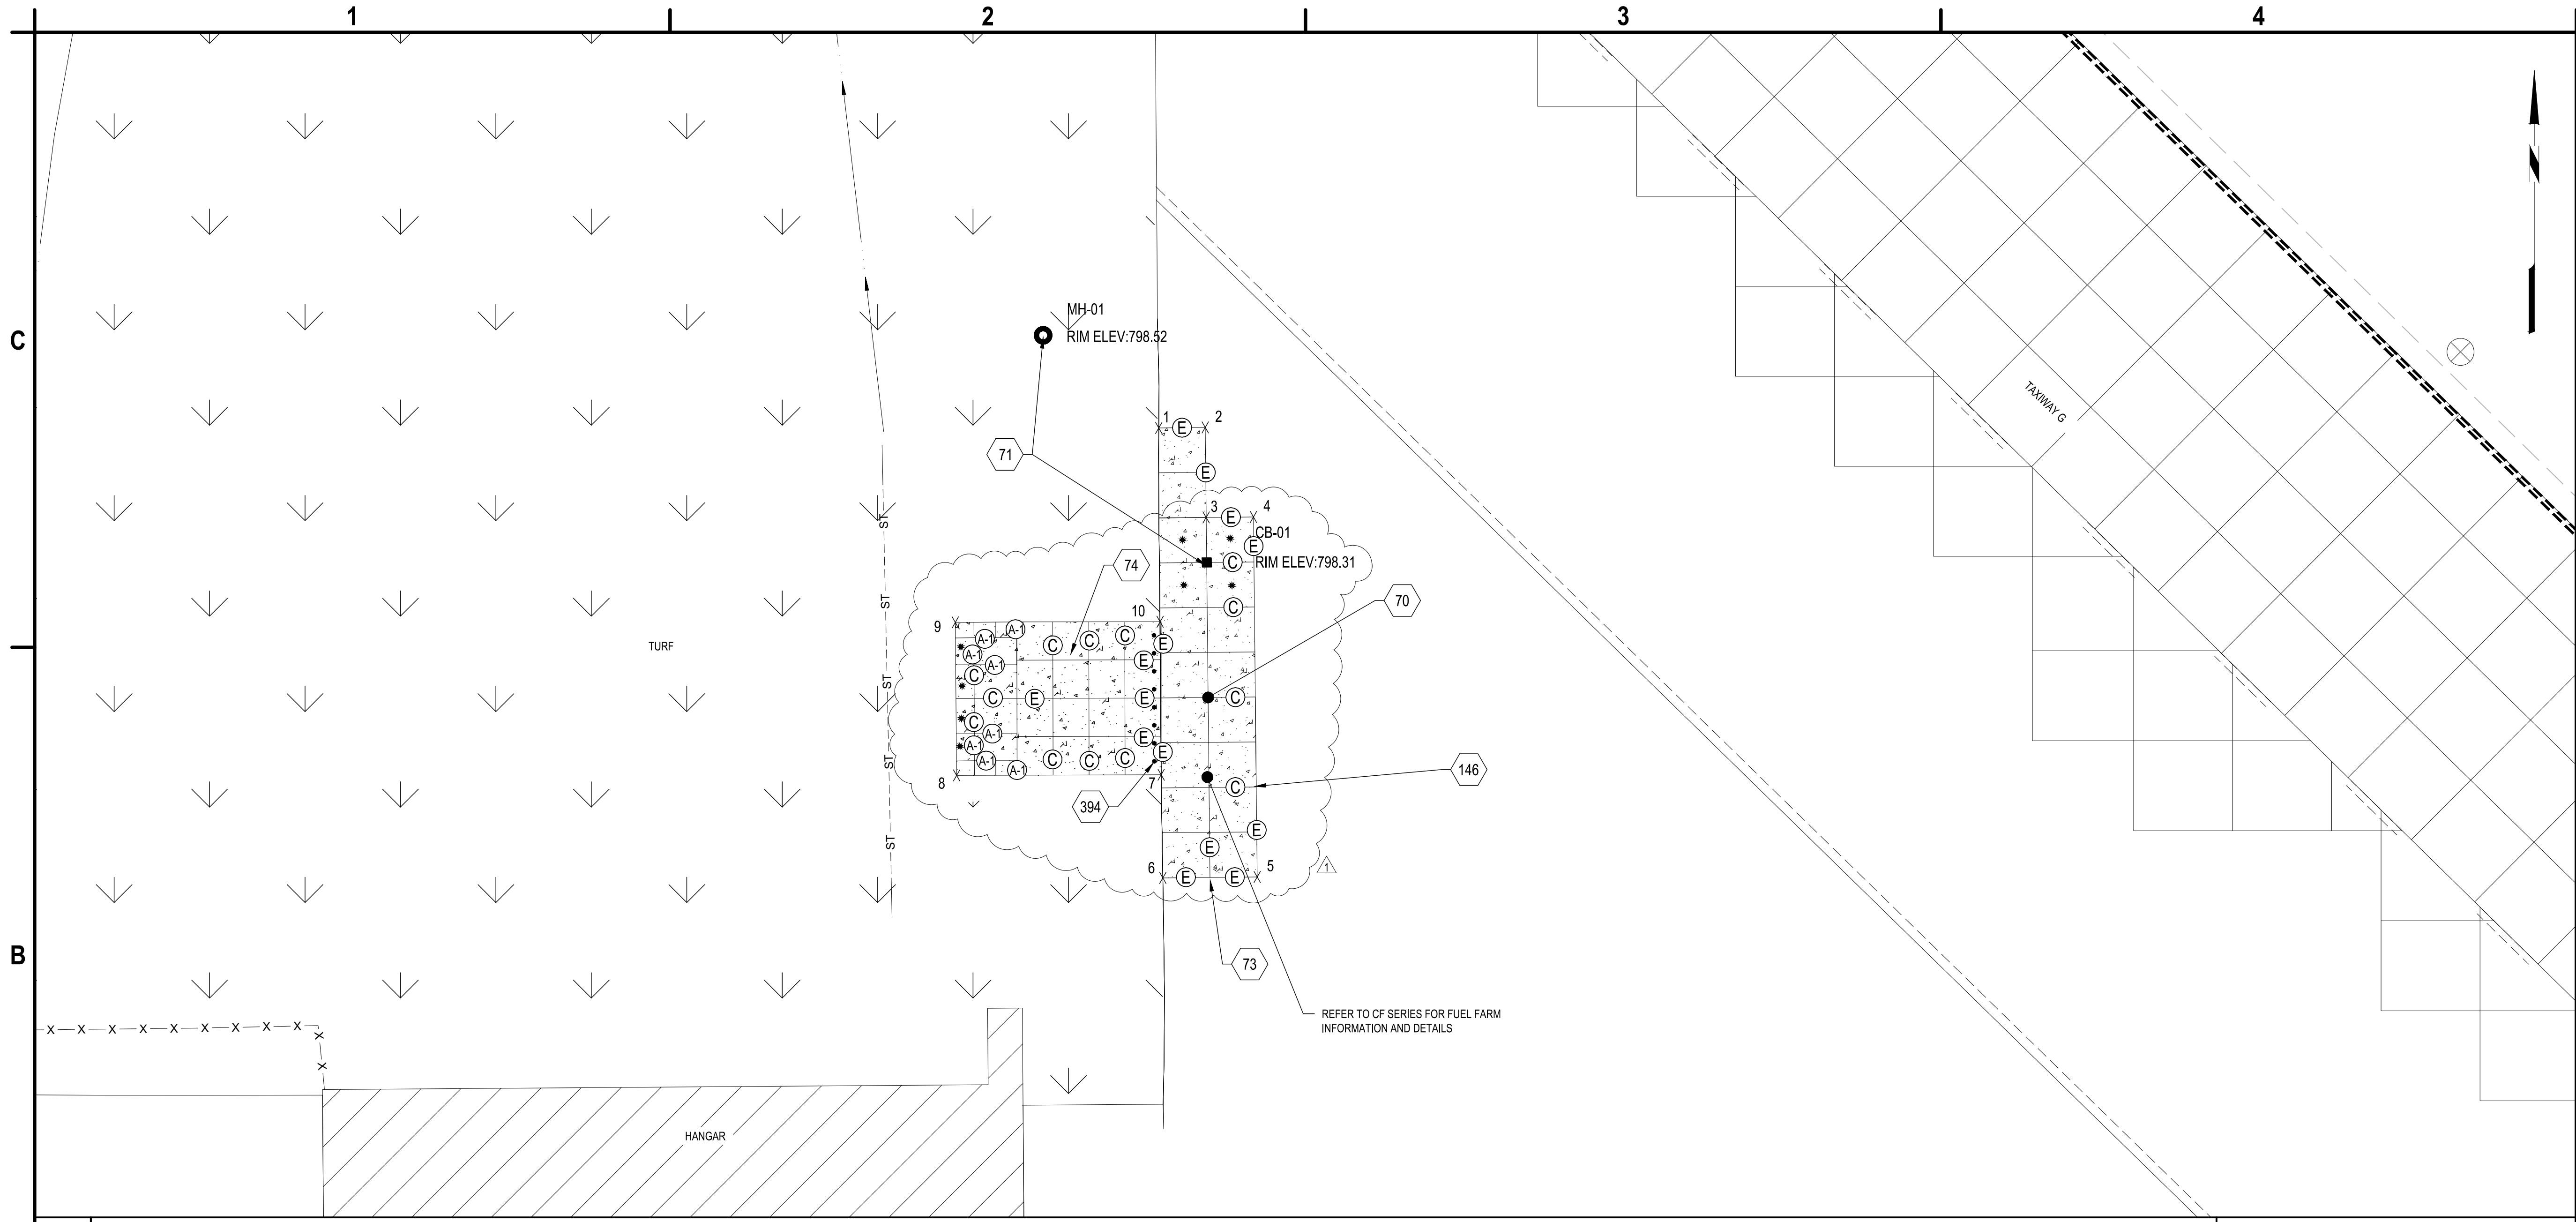 1 2 3 4
C
B
N
MH-01
RIM ELEV:798.52
TAXIWAY G
71
1 E 2
E
3 E 4
CB-01
E
C RIM ELEV:798.31
C
74
70
9 10
A-1 A-1 C C C E
A-1 A-1 E
C
C E E C
C
A-1 A-1 E
A-1 A-1 C C C E
8 7
394
C 146
E
E
6 E E 5
1
73
TURF
ST
ST
ST
ST
ST
REFER TO CF SERIES FOR FUEL FARM
INFORMATION AND DETAILS
X X X X X X X X X
X
X
HANGAR